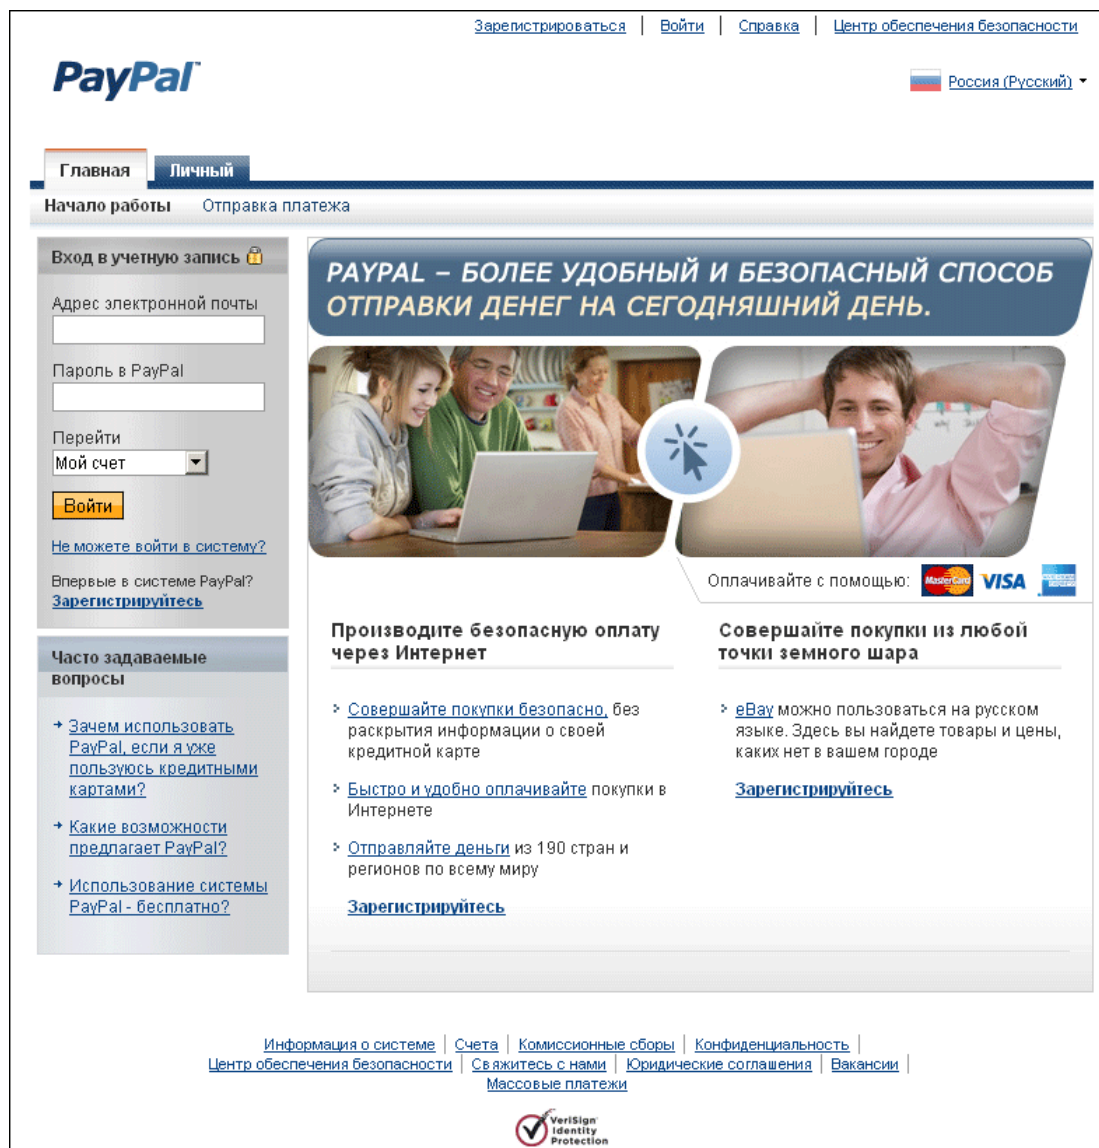 Зарегистрироваться | Войти | Справка | Центр обеспечения безопасности
PayPal™
Россия (Русский)
Главная Личный
Начало работы Отправка платежа
Вход в учетную запись
Адрес электронной почты
Пароль в PayPal
Перейти
Мой счет
Войти
Не можете войти в систему?
Впервые в системе PayPal?
Зарегистрируйтесь
Часто задаваемые
вопросы
Зачем использовать
PayPal, если я уже
пользуюсь кредитными
картами?
Какие возможности
предлагает PayPal?
Использование системы
PayPal - бесплатно?
PAYPAL – БОЛЕЕ УДОБНЫЙ И БЕЗОПАСНЫЙ СПОСОБ
ОТПРАВКИ ДЕНЕГ НА СЕГОДНЯШНИЙ ДЕНЬ.
Оплачивайте с помощью: MasterCard VISA
Производите безопасную оплату
через Интернет
Совершайте покупки безопасно, без
раскрытия информации о своей
кредитной карте
Быстро и удобно оплачивайте покупки в
Интернете
Отправляйте деньги из 190 стран и
регионов по всему миру
Зарегистрируйтесь
Совершайте покупки из любой
точки земного шара
eBay можно пользоваться на русском
языке. Здесь вы найдете товары и цены,
каких нет в вашем городе
Зарегистрируйтесь
Информация о системе | Счета | Комиссионные сборы | Конфиденциальность |
Центр обеспечения безопасности | Свяжитесь с нами | Юридические соглашения | Вакансии |
Массовые платежи
VeriSign
Identity
Protection